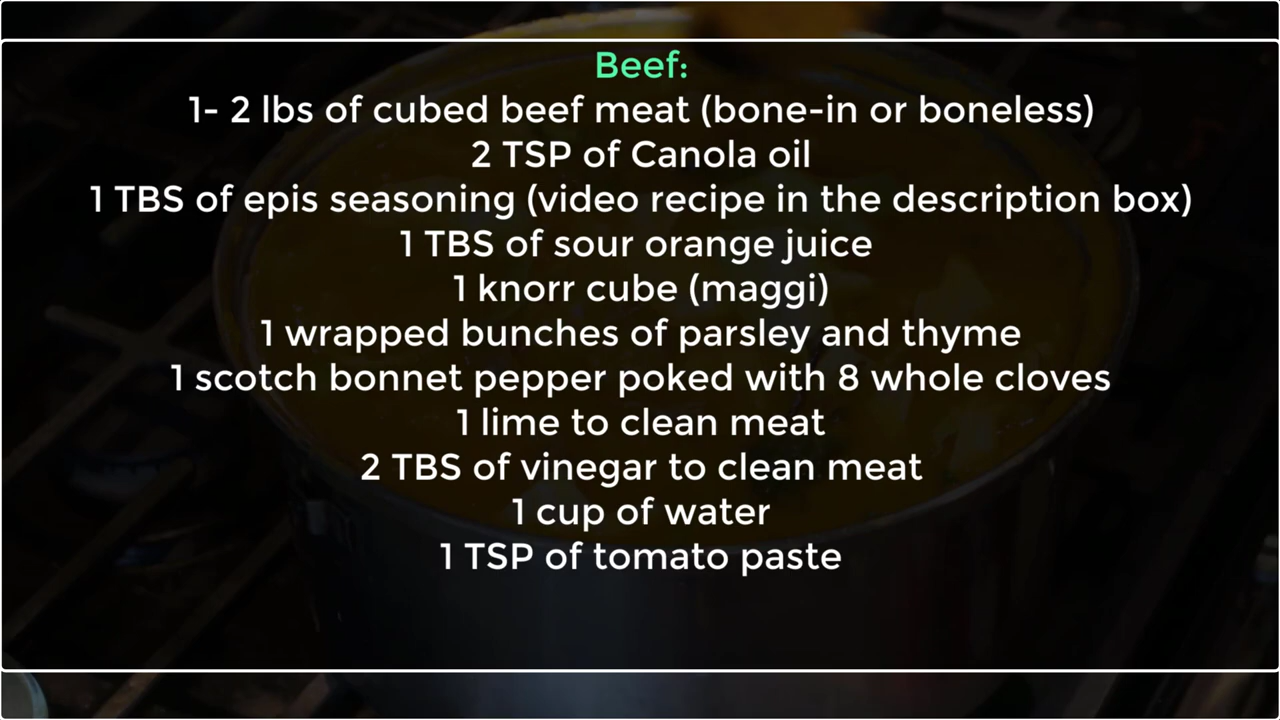 Beef:
1- 2 lbs of cubed beef meat (bone-in or boneless)
2 TSP of Canola oil
1 TBS of epis seasoning (video recipe in the description box)
1 TBS of sour orange juice
1 knorr cube (maggi)
1 wrapped bunches of parsley and thyme
1 scotch bonnet pepper poked with 8 whole cloves
1 lime to clean meat
2 TBS of vinegar to clean meat
1 cup of water
1 TSP of tomato paste